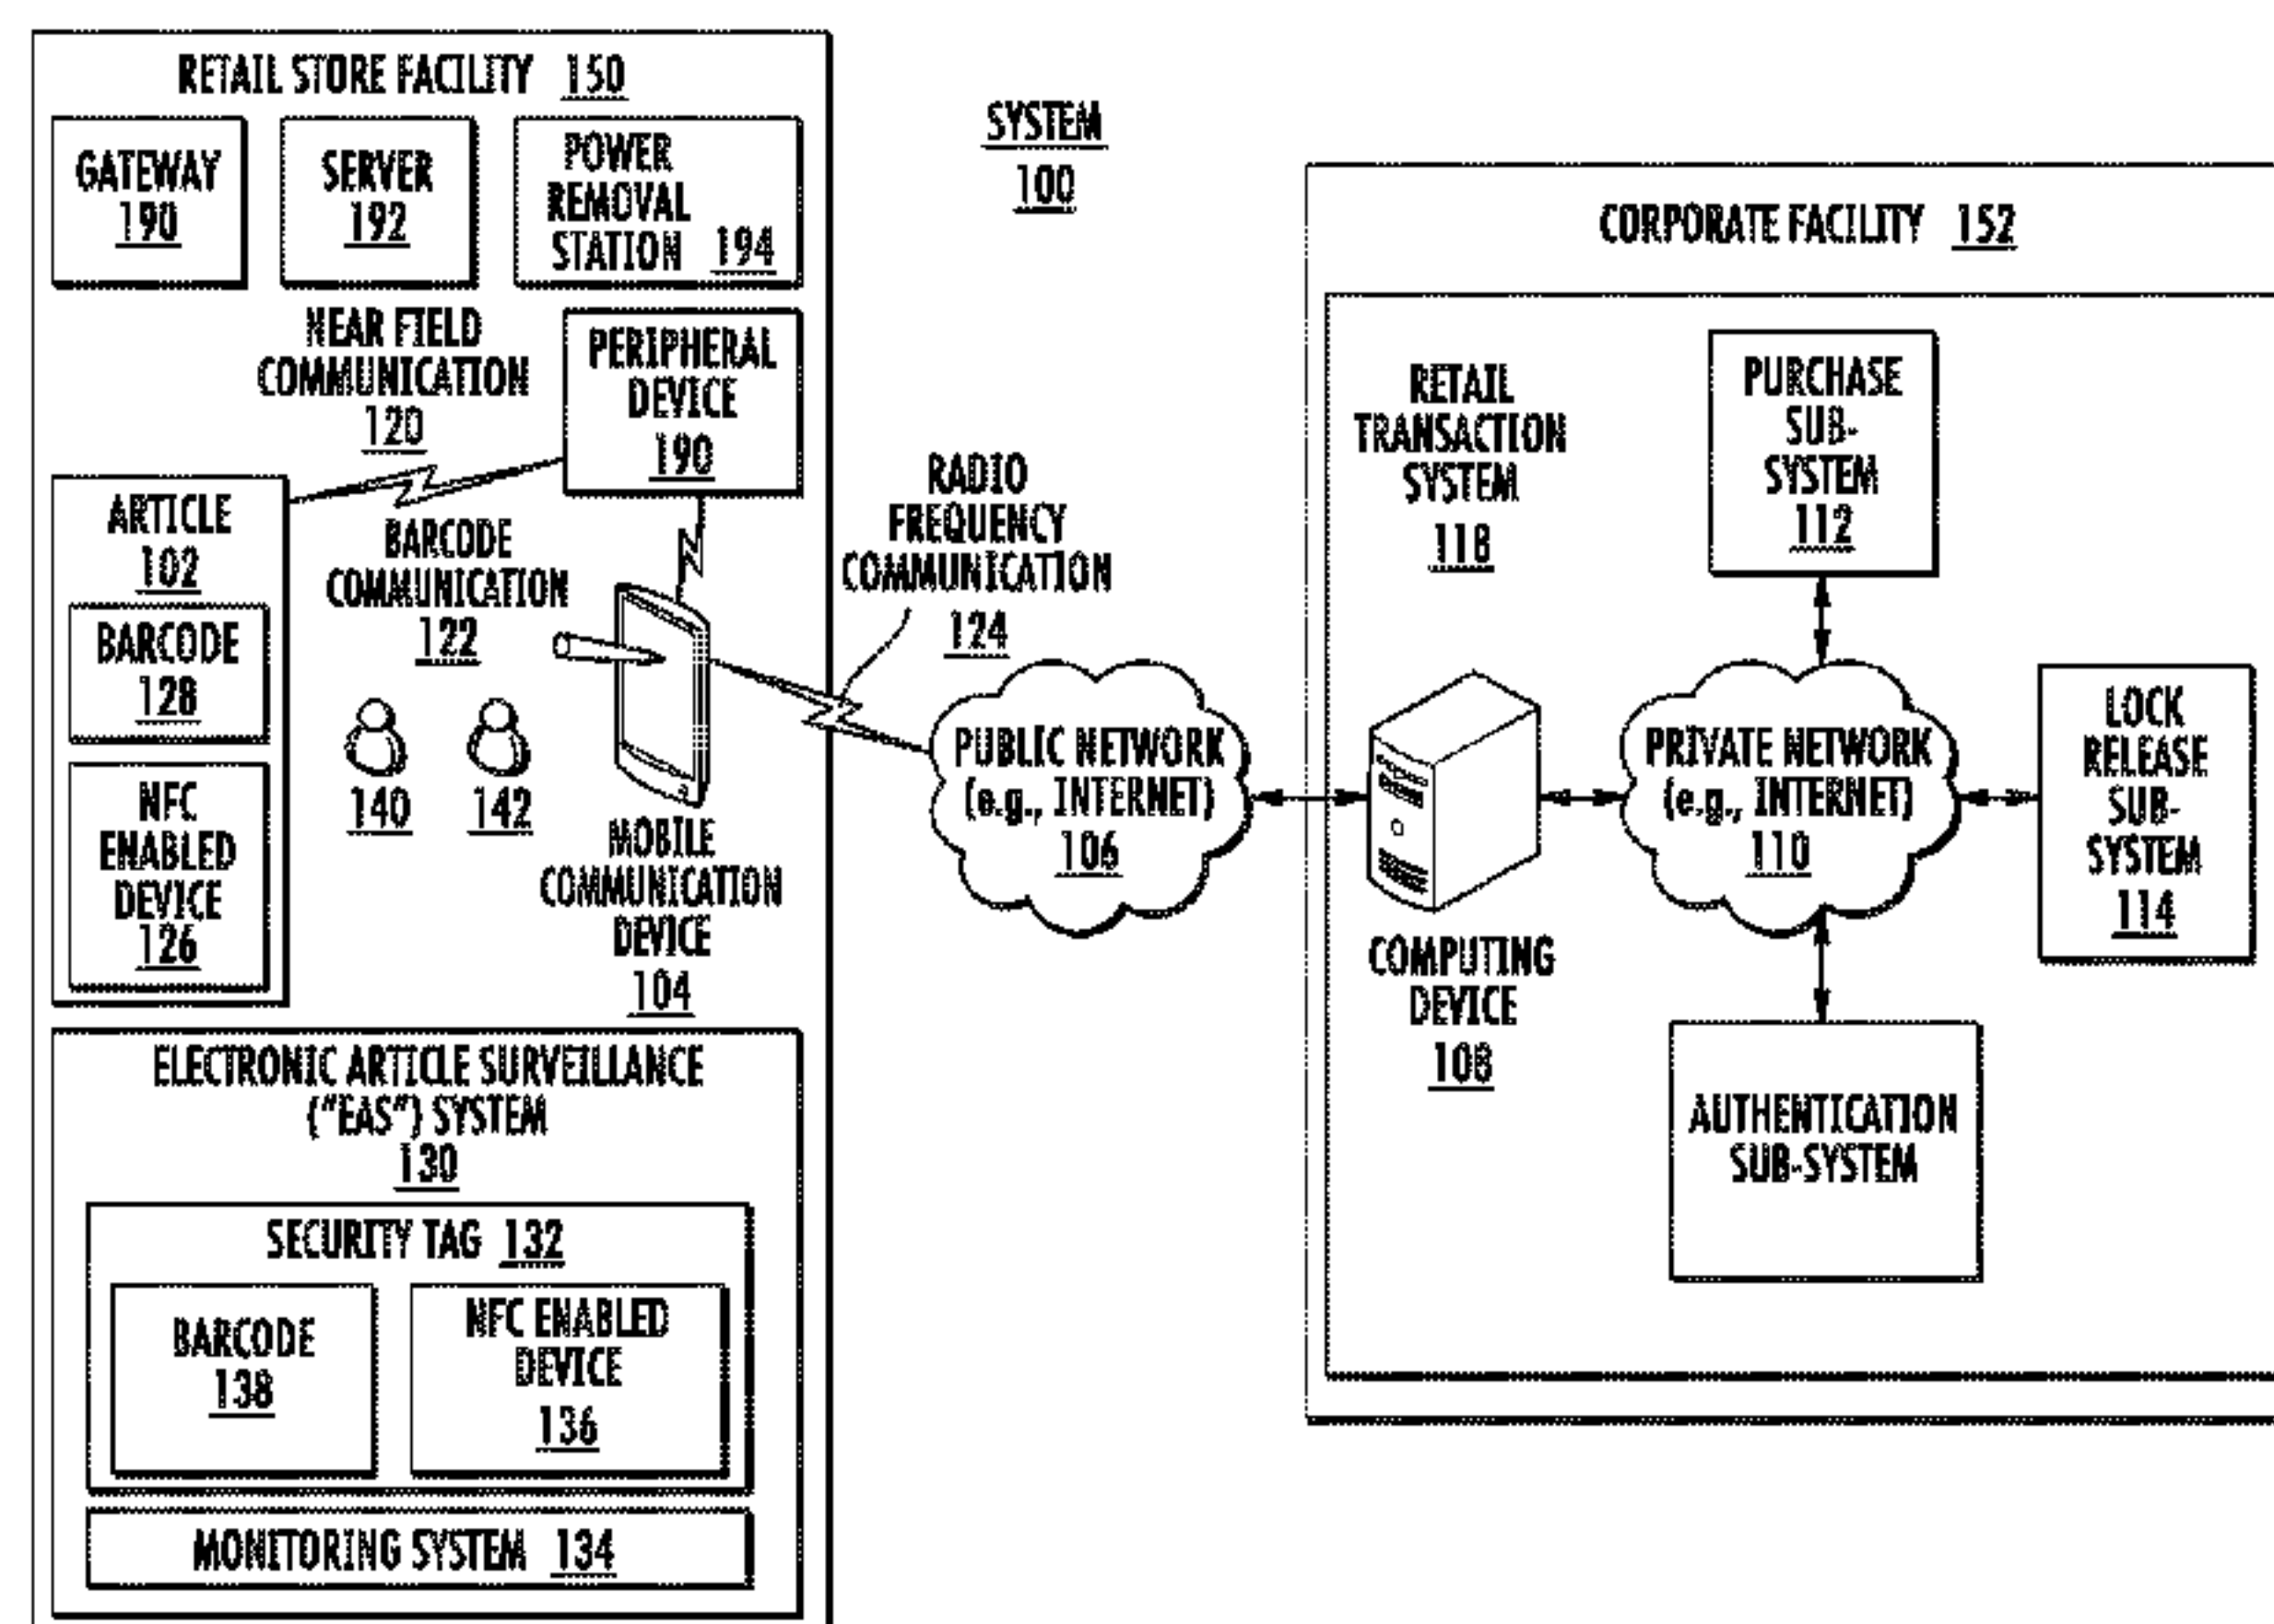 RETAIL STORE FACILITY 150
GATEWAY
190
SERVER
192
POWER
REMOVAL
STATION 194
NEAR FIELD
COMMUNICATION
120
PERIPHERAL
DEVICE
190
ARTICLE
102
BARCODE
128
NFC
ENABLED
DEVICE
126
BARCODE
COMMUNICATION
122
140
142
MOBILE
COMMUNICATION
DEVICE
104
ELECTRONIC ARTICLE SURVEILLANCE
("EAS") SYSTEM
130
SECURITY TAG 132
BARCODE
138
NFC ENABLED
DEVICE
136
MONITORING SYSTEM 134
SYSTEM
100
RADIO
FREQUENCY
COMMUNICATION
124
PUBLIC NETWORK
(e.g., INTERNET)
106
CORPORATE FACILITY 152
RETAIL
TRANSACTION
SYSTEM
118
PURCHASE
SUB-
SYSTEM
112
COMPUTING
DEVICE
108
PRIVATE NETWORK
(e.g., INTERNET)
110
LOCK
RELEASE
SUB-
SYSTEM
114
AUTHENTICATION
SUB-SYSTEM